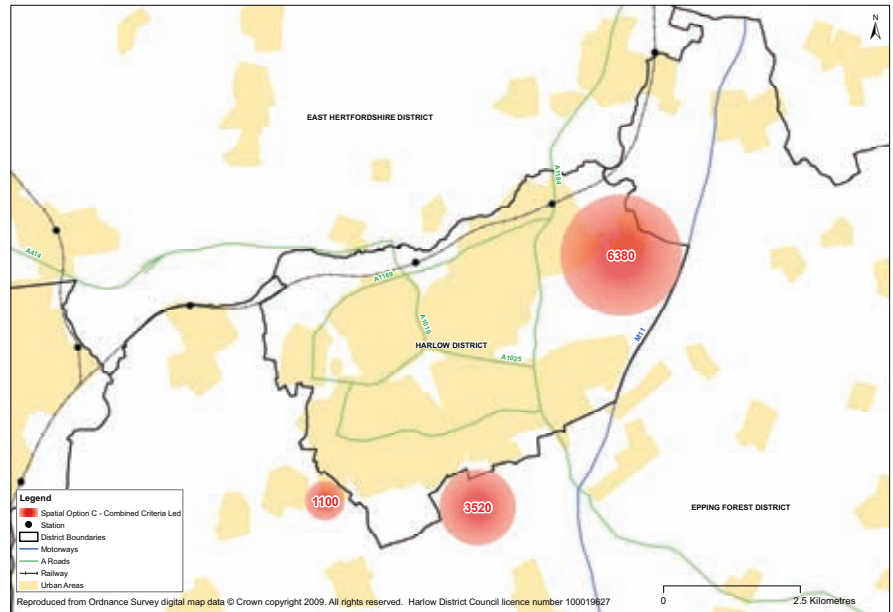 N
EAST HERTFORDSHIRE DISTRICT
A1184
A414
6380
A1169
A1019
M11
HARLOW DISTRICT
A1025
1100
3520
EPPING FOREST DISTRICT
Legend
Spatial Option C - Combined Criteria Led
Station
District Boundaries
Motorways
A Roads
Railway
Urban Areas
0 2.5 Kilometres
Reproduced from Ordnance Survey digital map data © Crown copyright 2009. All rights reserved. Harlow District Council licence number 100019627